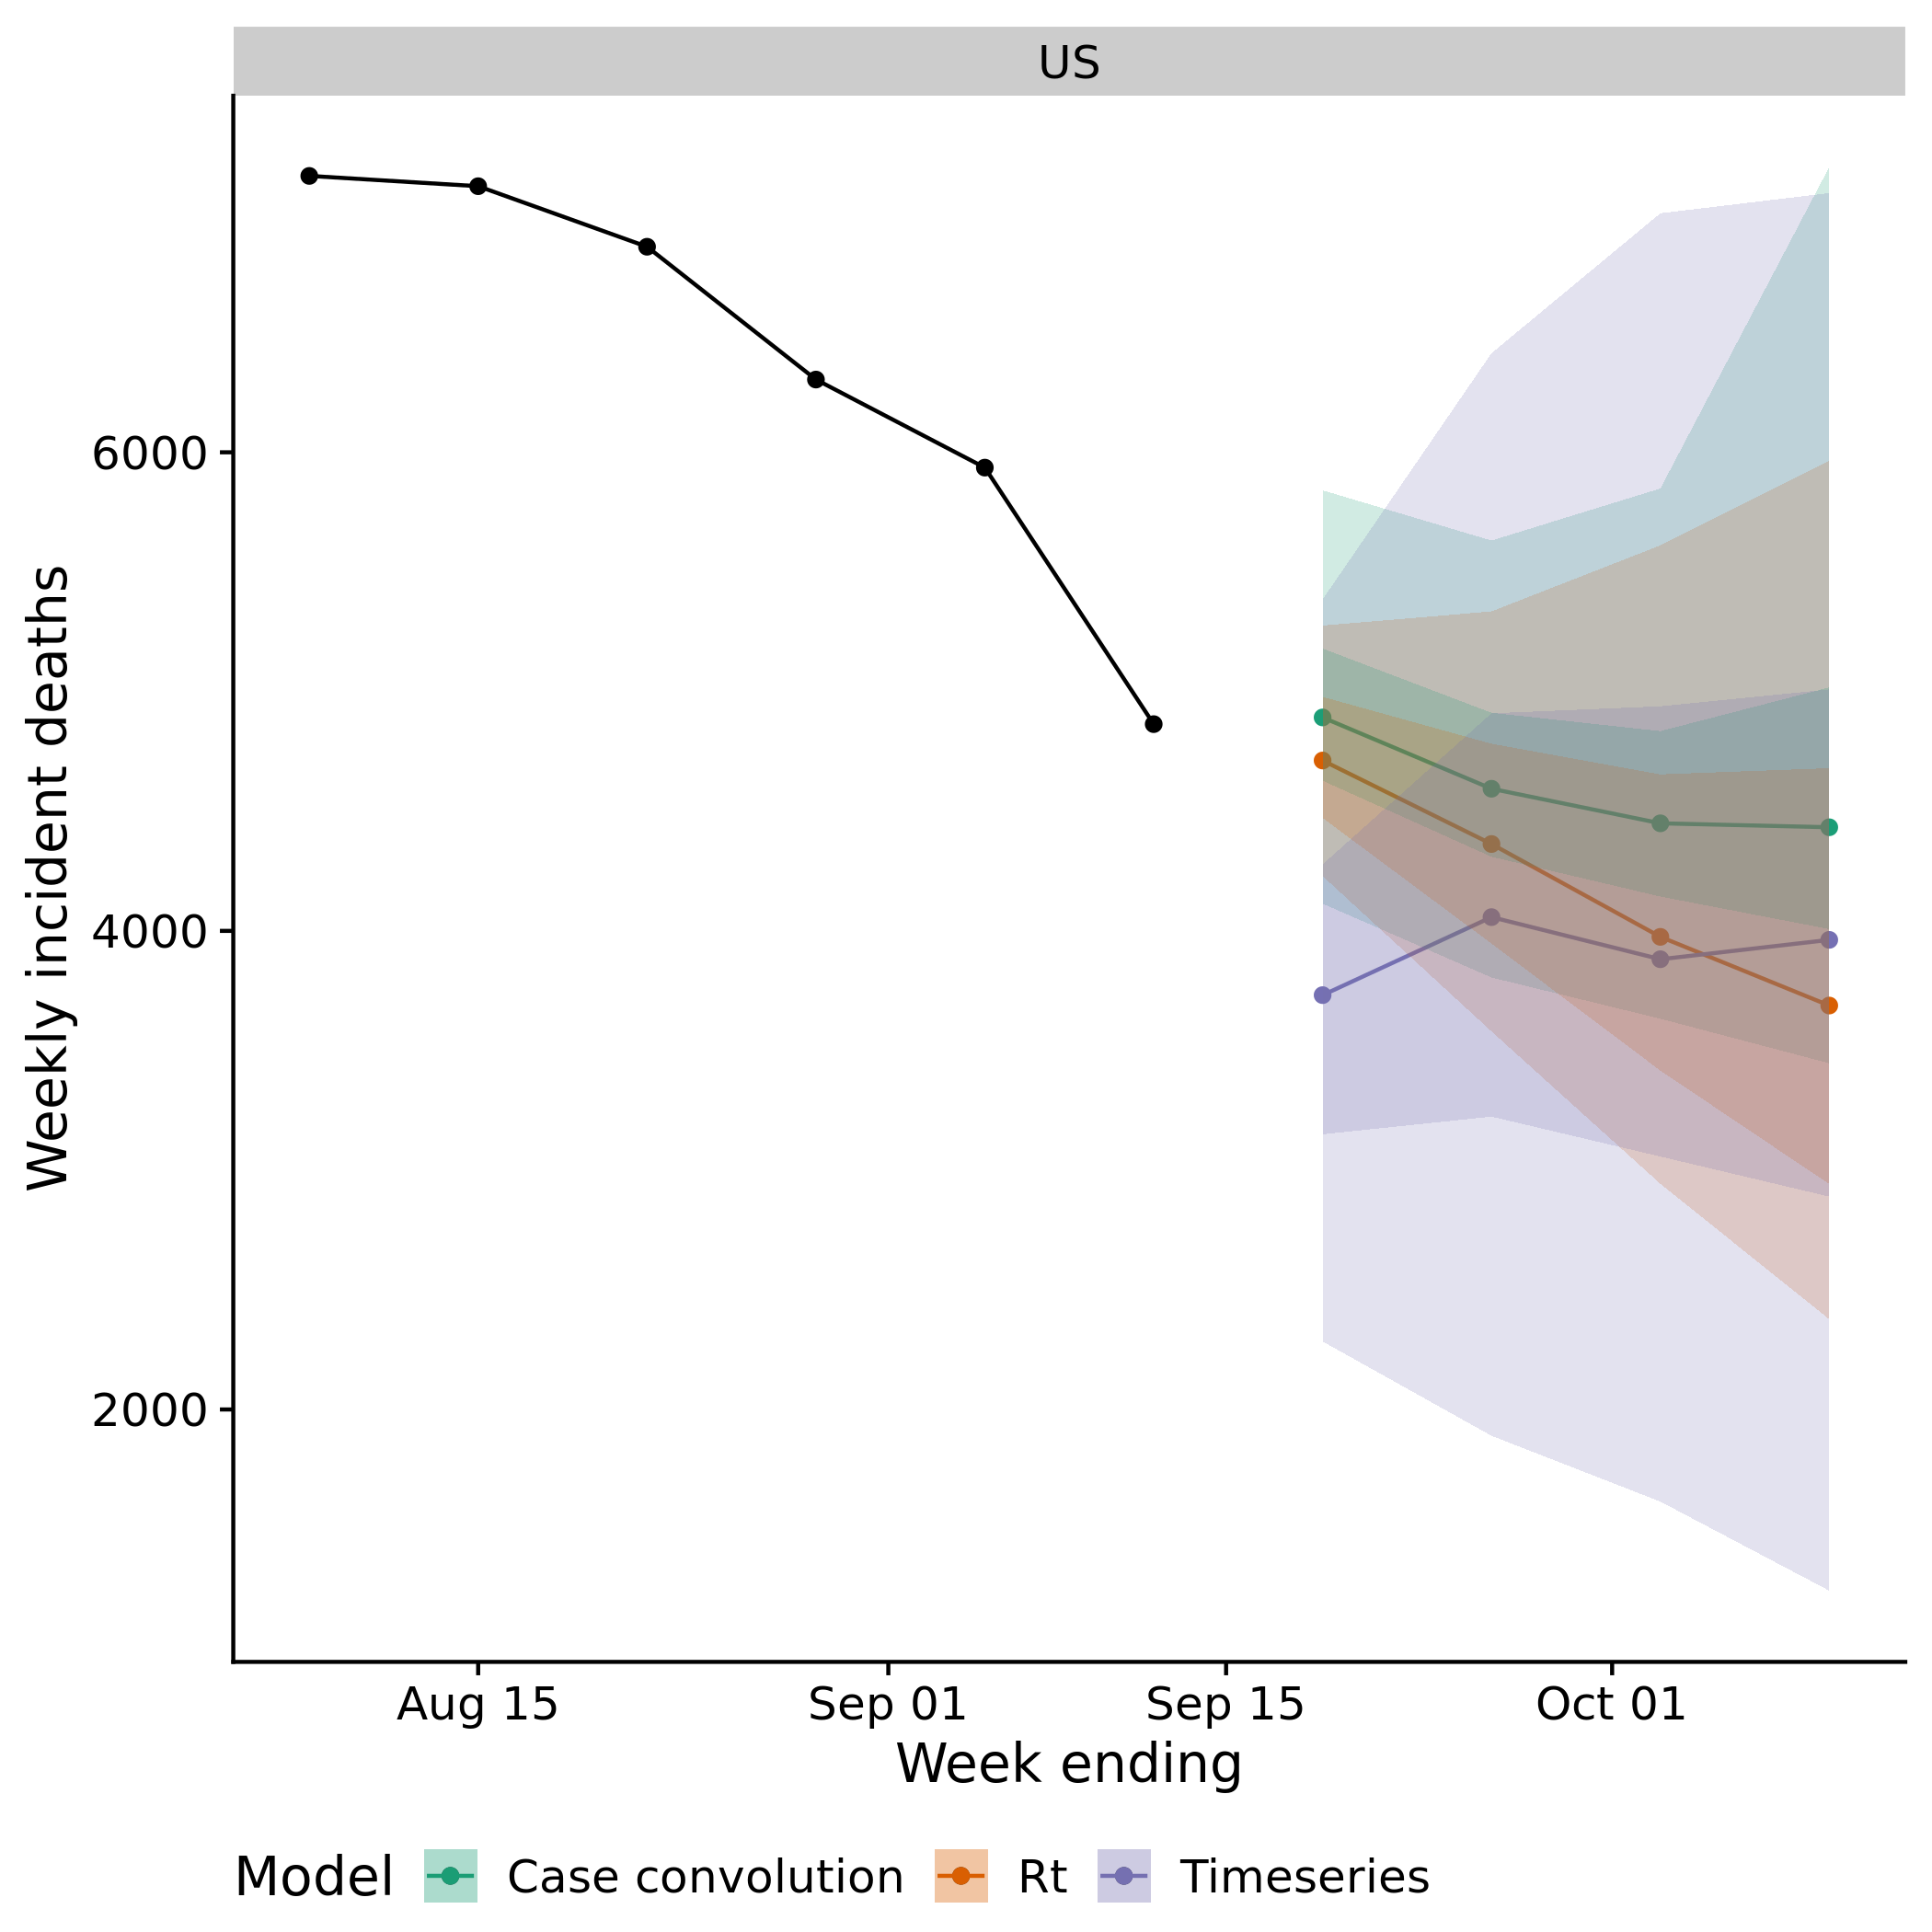 US
Weekly incident deaths
6000
4000
2000
Aug 15 Sep 01 Sep 15 Oct 01
Week ending
Model Case convolution Rt Timeseries